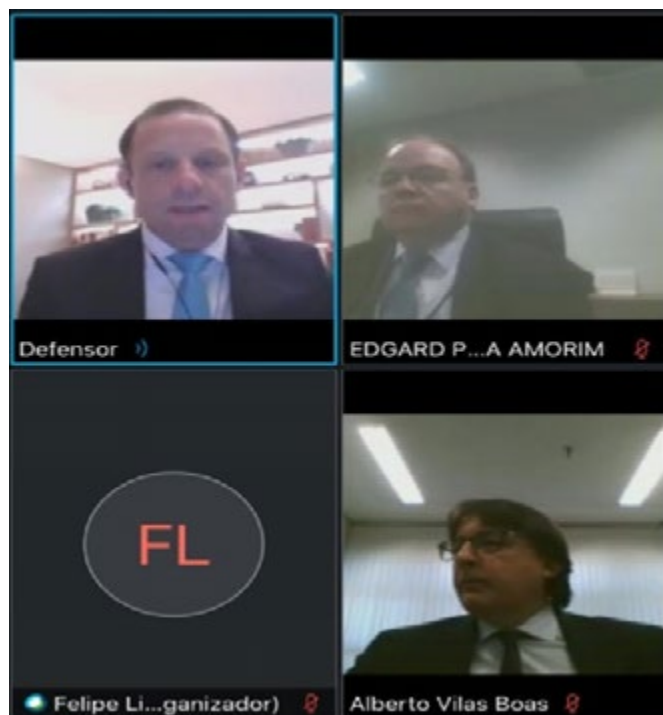 Defensor
EDGARD P...A AMORIM
FL
Felipe Li...ganizador)
Alberto Vilas Boas